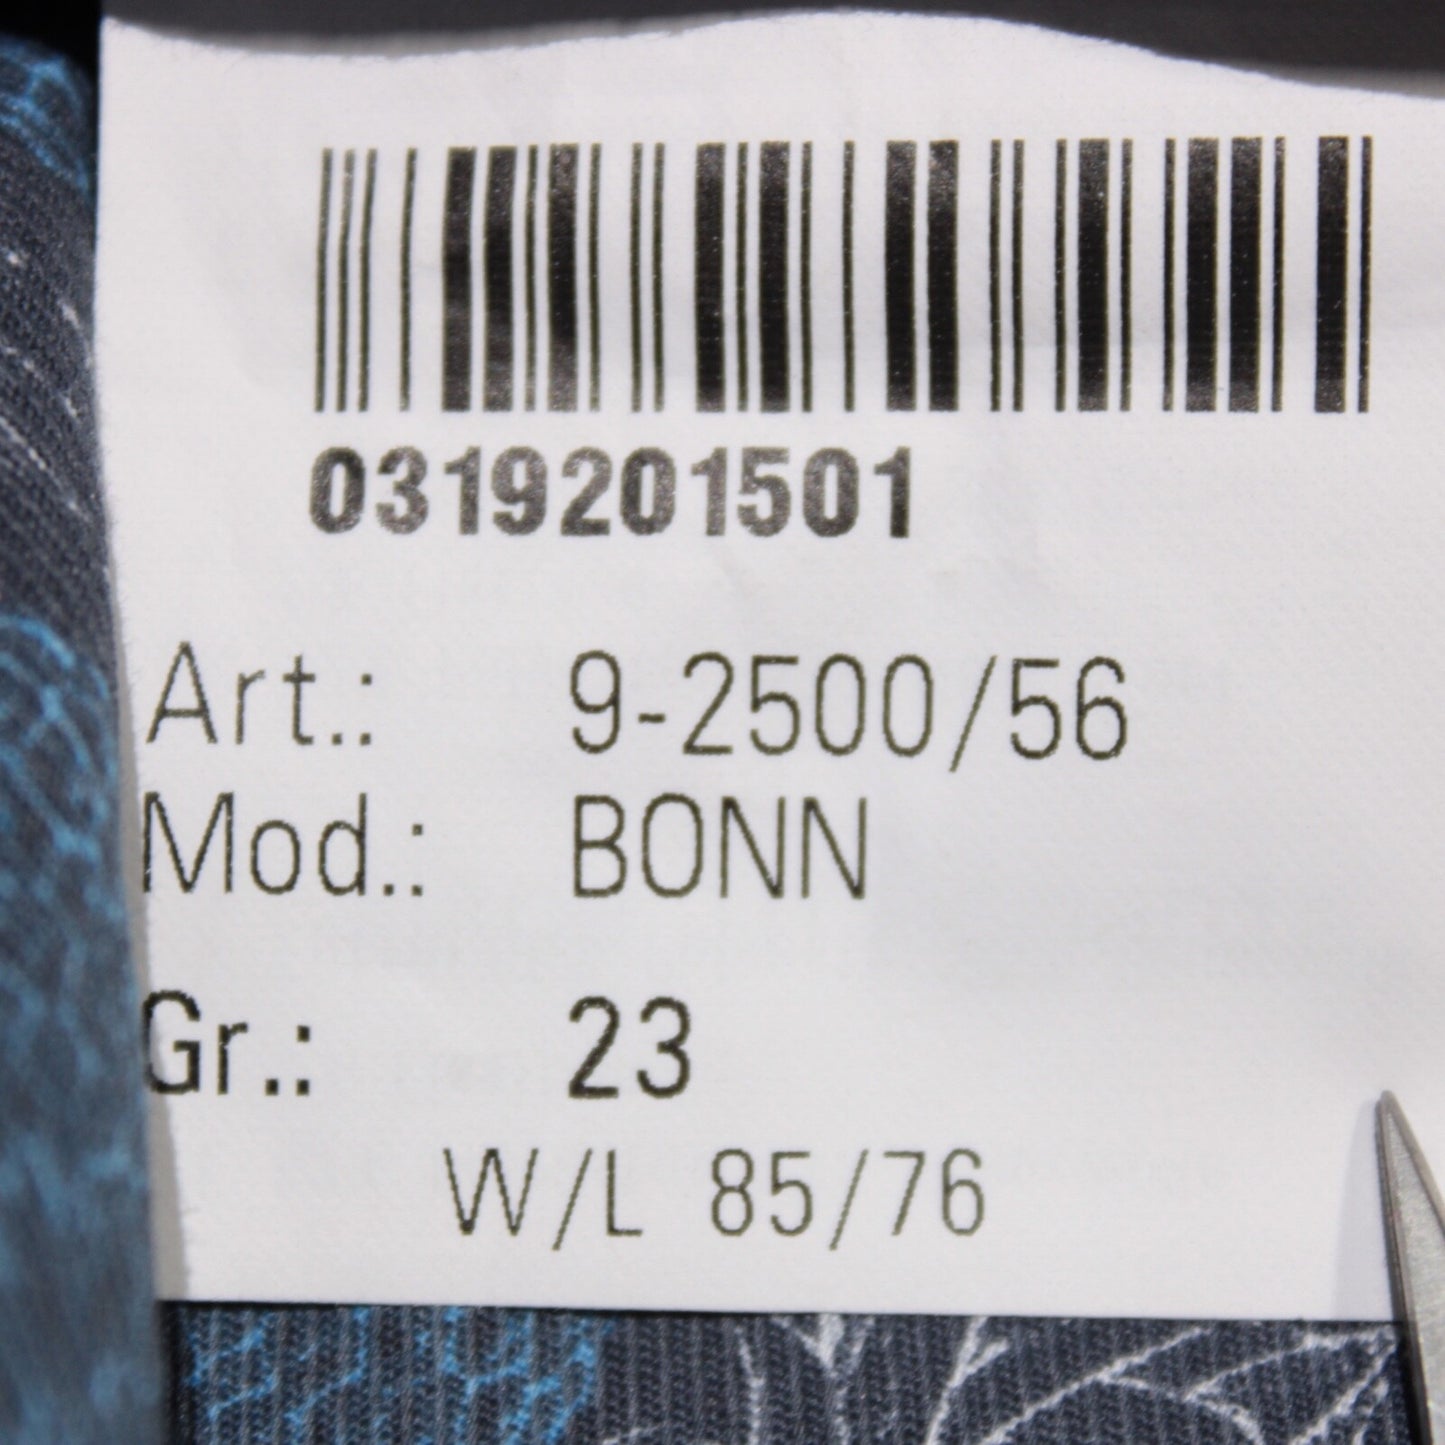 0319201501
Art.: 9-2500/56
Mod.: BONN
Gr.: 23
W/L 85/76